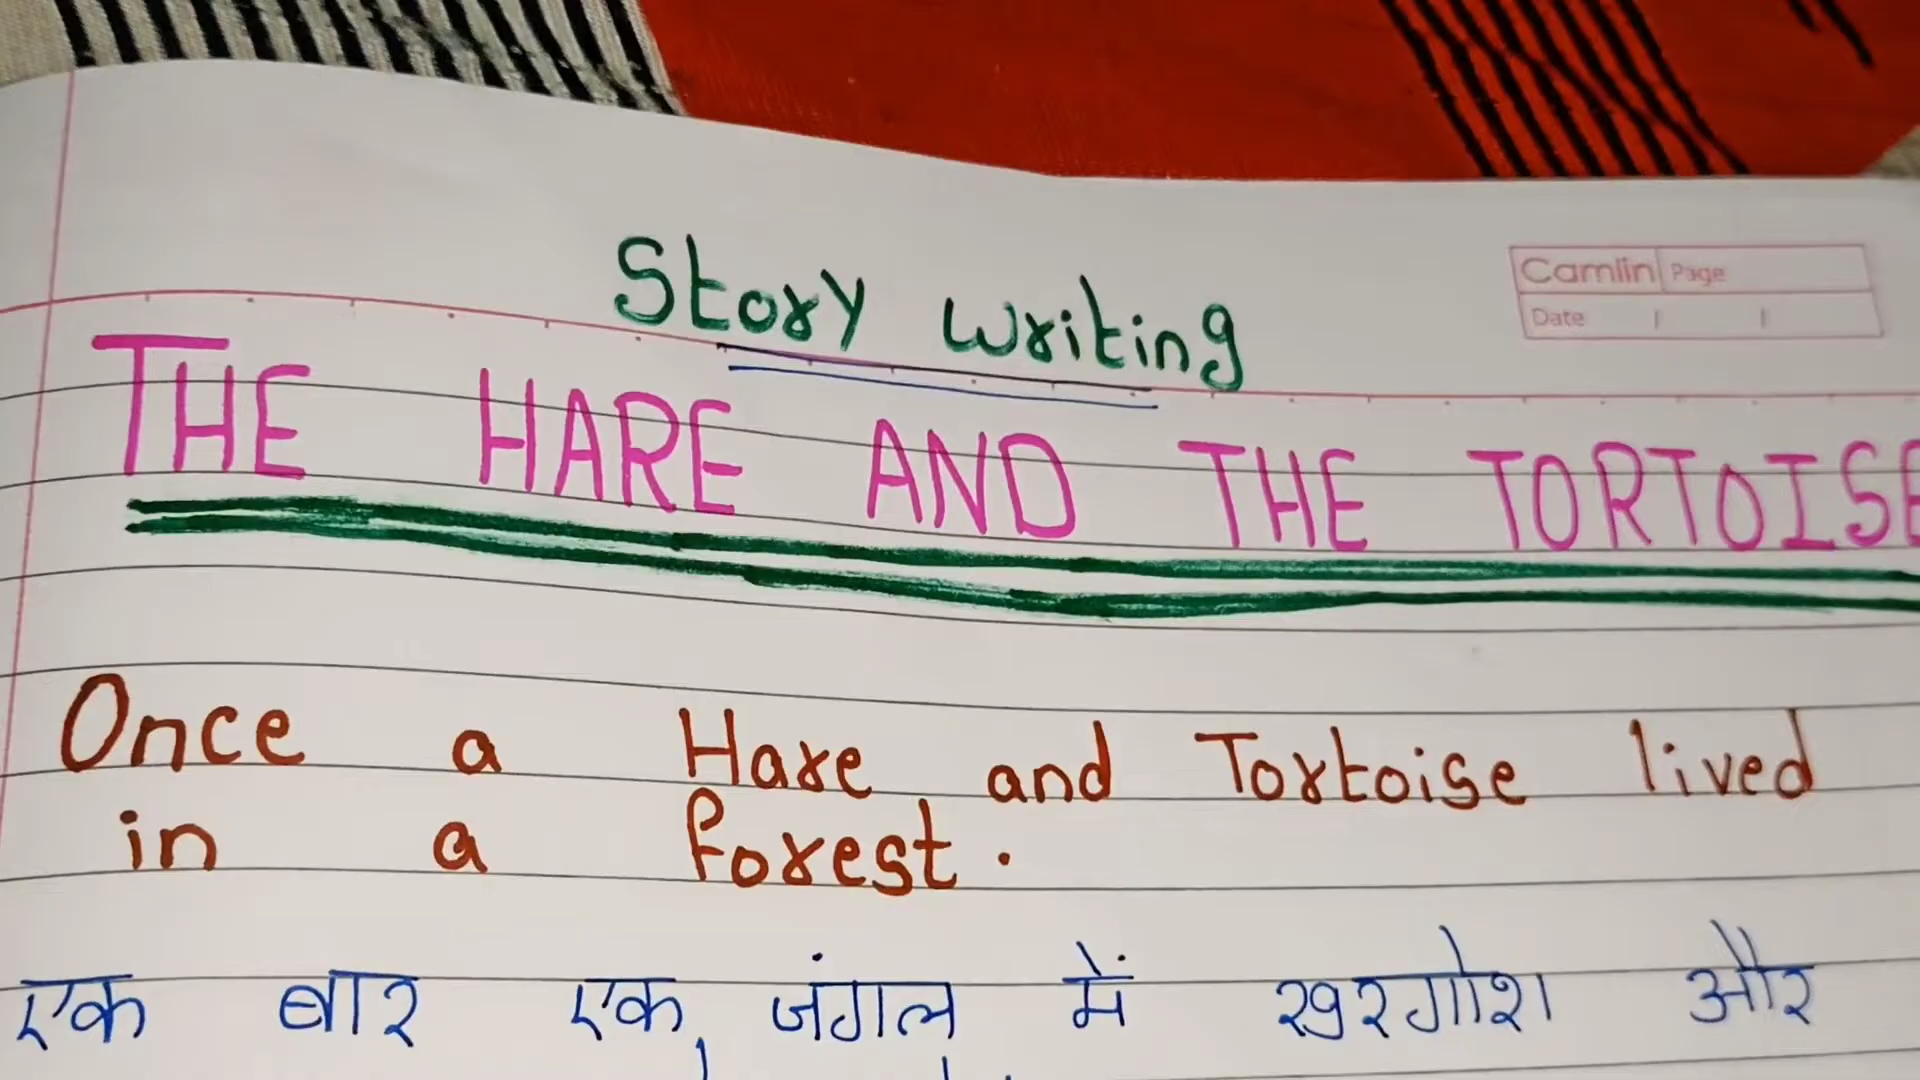 Story writing
Camlin Page
Date
THE HARE AND THE TORTOISE
Once a Hare and Tortoise lived
in a forest.
एक बार एक जंगल में खरगोश और